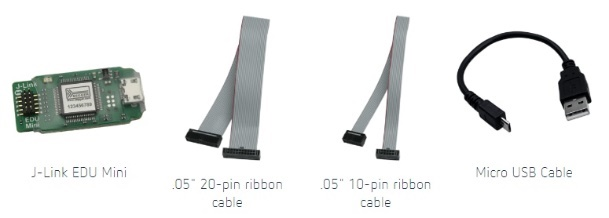 J-Link
EDU
Mini
123456789
J-Link EDU Mini
.05" 20-pin ribbon
cable
.05" 10-pin ribbon
cable
Micro USB Cable